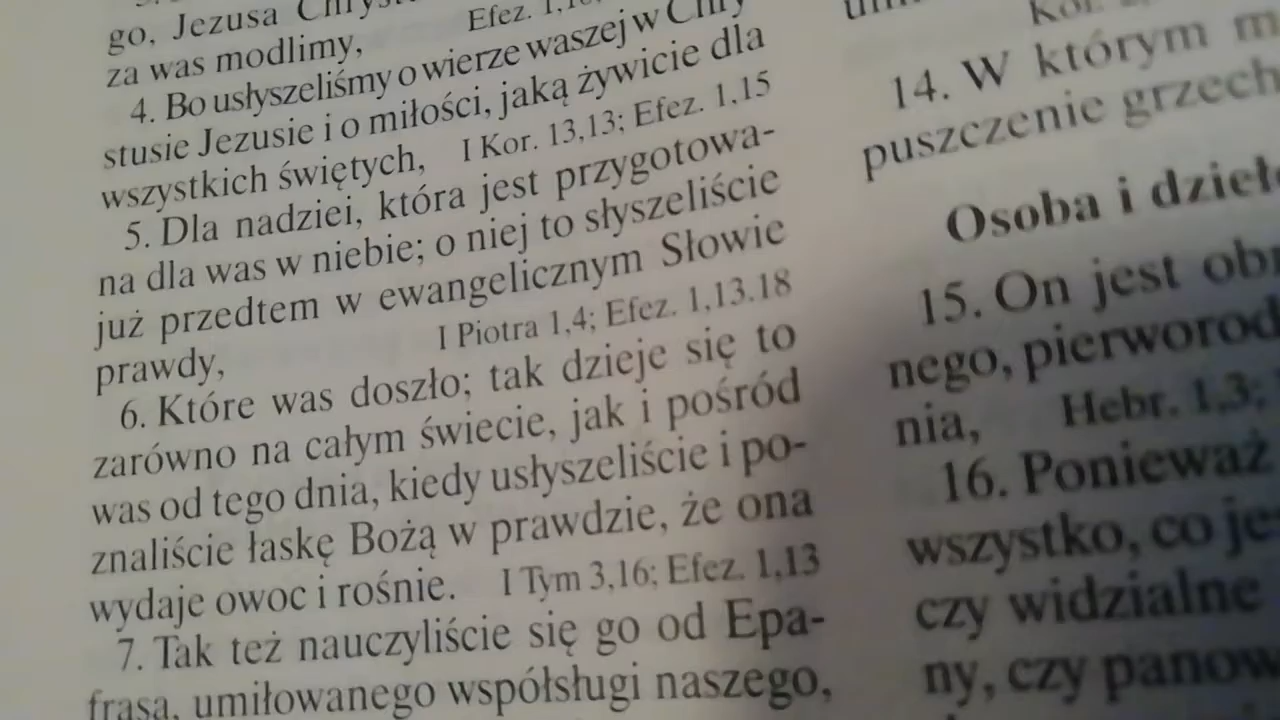 go, Jezusa
Efez.
za was modlimy,
4. Bo usłyszeliśmy o wierze waszej w
stusie Jezusie i o miłości, jaką żywicie dla
wszystkich świętych, I Kor. 13,13; Efez. 1,15
5. Dla nadziei, która jest przygotowa-
na dla was w niebie; o niej to słyszeliście
już przedtem w ewangelicznym Słowie
prawdy, I Piotra 1,4; Efez. 1,13.18
6. Które was doszło; tak dzieje się to
zarówno na całym świecie, jak i pośród
was od tego dnia, kiedy usłyszeliście i po-
znaliście łaskę Bożą w prawdzie, że ona
wydaje owoc i rośnie. I Tym 3,16; Efez. 1,13
7. Tak też nauczyliście się go od Epa-
frasa, umiłowanego współsługi naszego,
Kol.
14. W którym m
puszczenie grzech
Osoba i dzieł
15. On jest ob
nego, pierworod
nia, Hebr. 1,3;
16. Ponieważ
wszystko, co je
czy widzialne
ny, czy panow